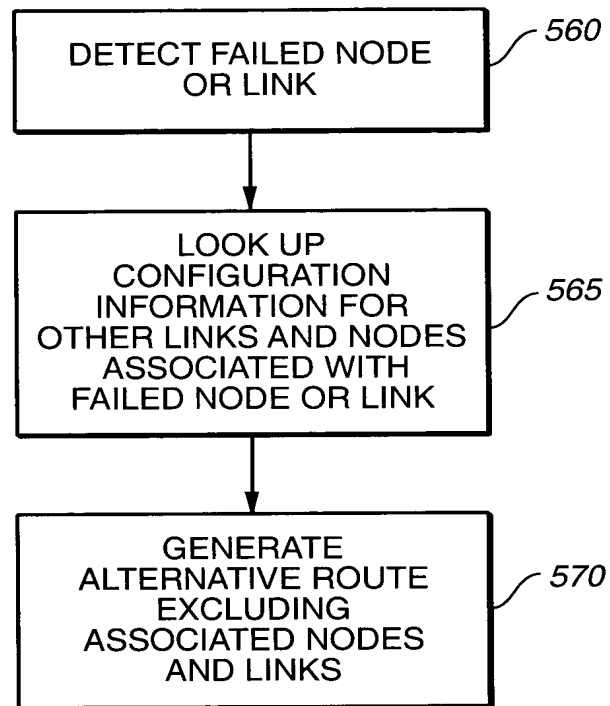 DETECT FAILED NODE
OR LINK
560
LOOK UP
CONFIGURATION
INFORMATION FOR
OTHER LINKS AND NODES
ASSOCIATED WITH
FAILED NODE OR LINK
565
GENERATE
ALTERNATIVE ROUTE
EXCLUDING
ASSOCIATED NODES
AND LINKS
570